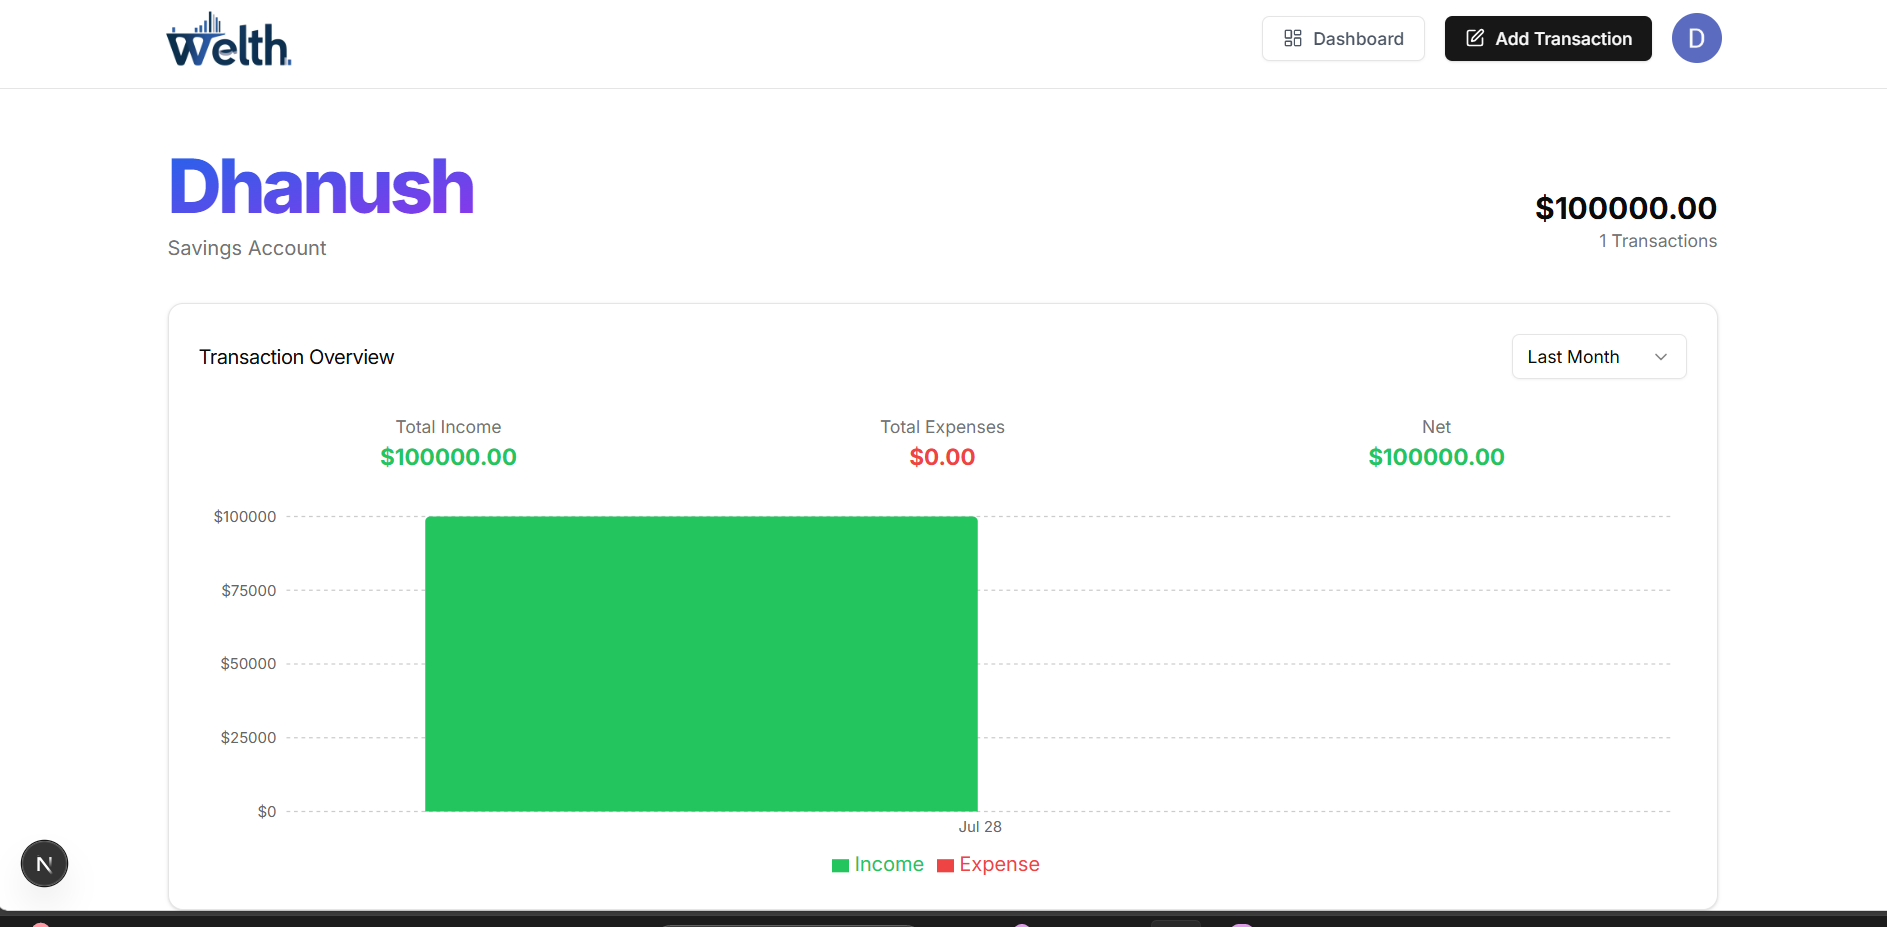 Welth.
Dashboard
Add Transaction
D
Dhanush
Savings Account
$100000.00
1 Transactions
Transaction Overview
Last Month
Total Income
$100000.00
Total Expenses
$0.00
Net
$100000.00
$100000
$75000
$50000
$25000
$0
Jul 28
Income
Expense
N